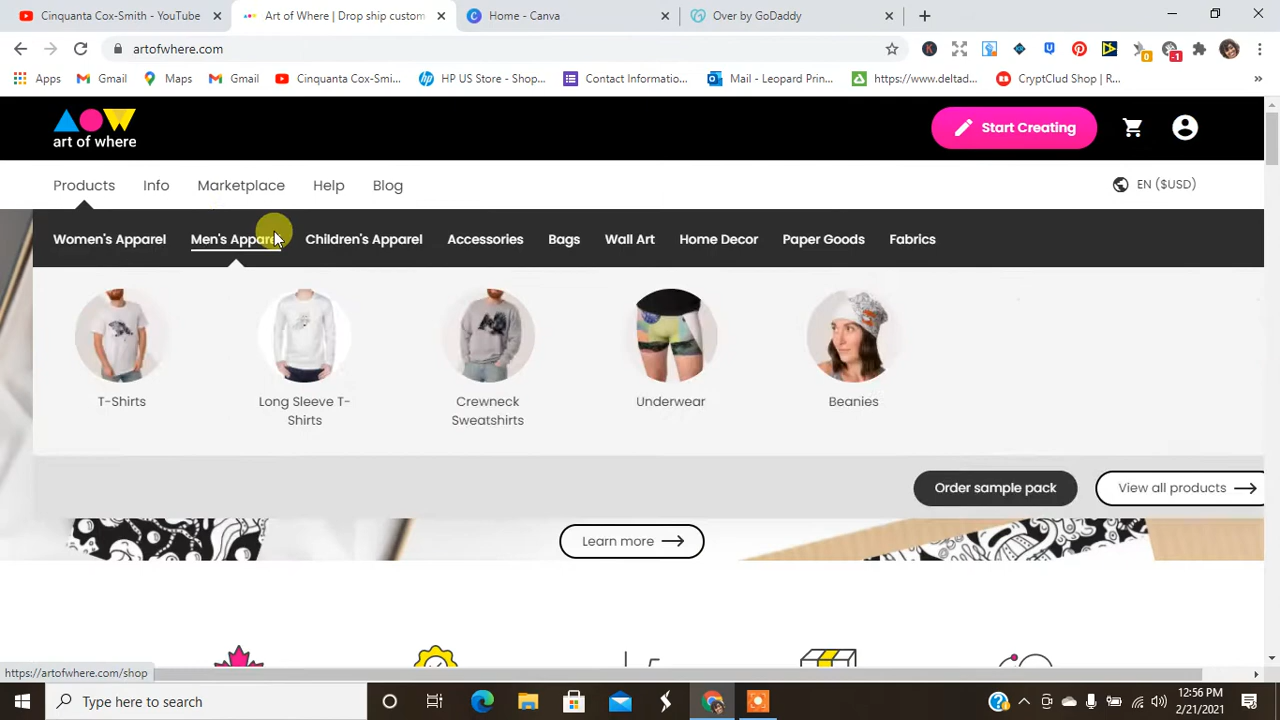 Cinquanta Cox-Smith - YouTube
Art of Where | Drop ship custom
Home - Canva
Over by GoDaddy
artofwhere.com
Apps
Gmail
Maps
Gmail
Cinquanta Cox-Smi...
HP US Store - Shop...
Contact Informatio...
Mail - Leopard Prin...
https://www.deltad...
CryptClud Shop | R...
art of where
Start Creating
Products
Info
Marketplace
Help
Blog
EN ($USD)
Women's Apparel
Men's Apparel
Children's Apparel
Accessories
Bags
Wall Art
Home Decor
Paper Goods
Fabrics
T-Shirts
Long Sleeve T-
Shirts
Crewneck
Sweatshirts
Underwear
Beanies
Order sample pack
View all products
Learn more
https://artofwhere.com/shop
Type here to search
12:56 PM
2/21/2021